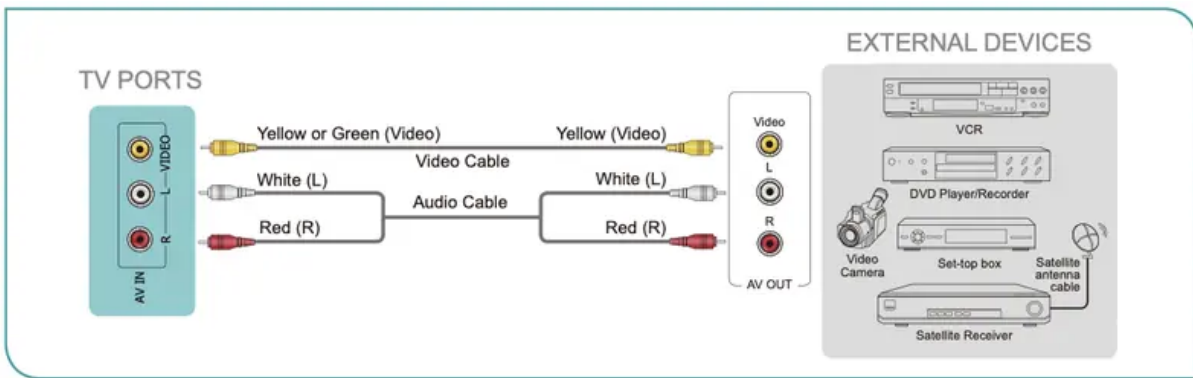 EXTERNAL DEVICES
TV PORTS
VIDEO
L
R
AV IN
Yellow or Green (Video)
Yellow (Video)
Video Cable
White (L)
White (L)
Audio Cable
Red (R)
Red (R)
Video
L
R
AV OUT
VCR
DVD Player/Recorder
Video
Camera
Set-top box
Satellite
antenna
cable
Satellite Receiver